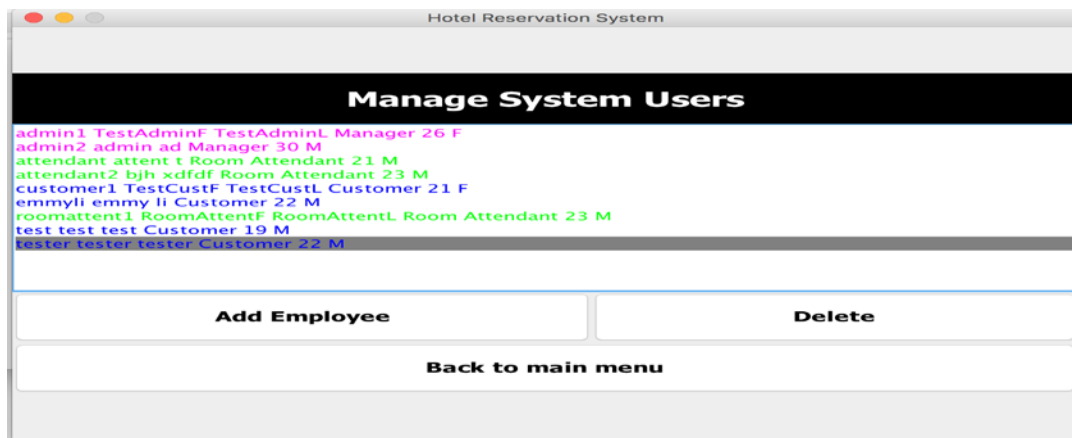 Hotel Reservation System
Manage System Users
admin1 TestAdminF TestAdminL Manager 26 F
admin2 admin ad Manager 30 M
attendant attent t Room Attendant 21 M
attendant2 bjh xdfdf Room Attendant 23 M
customer1 TestCustF TestCustL Customer 21 F
emmyli emmy li Customer 22 M
roomattent1 RoomAttentF RoomAttentL Room Attendant 23 M
test test test Customer 19 M
tester tester tester Customer 22 M
Add Employee Delete
Back to main menu